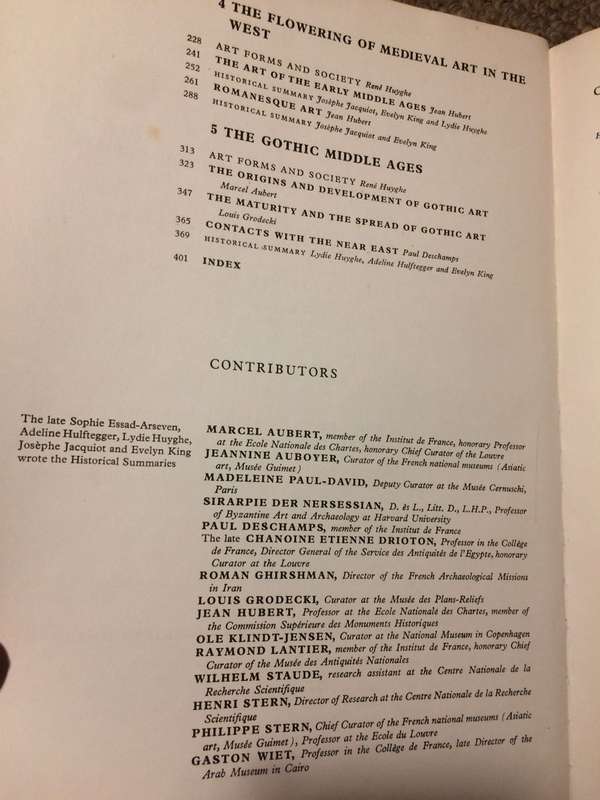 4 THE FLOWERING OF MEDIEVAL ART IN THE
WEST
228 ART FORMS AND SOCIETY René Huyghe
241 THE ART OF THE EARLY MIDDLE AGES Jean Hubert
252 HISTORICAL SUMMARY Josèphe Jacquiot, Evelyn King and Lydie Huyghe
261 ROMANESQUE ART Jean Hubert
288 HISTORICAL SUMMARY Josèphe Jacquiot and Evelyn King
5 THE GOTHIC MIDDLE AGES
313 ART FORMS AND SOCIETY René Huyghe
323 THE ORIGINS AND DEVELOPMENT OF GOTHIC ART
Marcel Aubert
347 THE MATURITY AND THE SPREAD OF GOTHIC ART
Louis Grodecki
365 CONTACTS WITH THE NEAR EAST Paul Deschamps
369 HISTORICAL SUMMARY Lydie Huyghe, Adeline Hulftegger and Evelyn King
401 INDEX
CONTRIBUTORS
The late Sophie Essad-Arseven,
Adeline Hulftegger, Lydie Huyghe,
Josèphe Jacquiot and Evelyn King
wrote the Historical Summaries
MARCEL AUBERT, member of the Institut de France, honorary Professor
at the Ecole Nationale des Chartes, honorary Chief Curator of the Louvre
JEANNINE AUBOYER, Curator of the French national museums (Asiatic
art, Musée Guimet)
MADELEINE PAUL-DAVID, Deputy Curator at the Musée Cernuschi,
Paris
SIRARPIE DER NERSESSIAN, D. ès L., Litt. D., L.H.P., Professor
of Byzantine Art and Archaeology at Harvard University
PAUL DESCHAMPS, member of the Institut de France
The late CHANOINE ETIENNE DRIOTON, Professor in the Collège
de France, Director General of the Service des Antiquités de l'Egypte, honorary
Curator at the Louvre
ROMAN GHIRSHMAN, Director of the French Archaeological Missions
in Iran
LOUIS GRODECKI, Curator at the Musée des Plans-Reliefs
JEAN HUBERT, Professor at the Ecole Nationale des Chartes, member of
the Commission Supérieure des Monuments Historiques
OLE KLINDT-JENSEN, Curator at the National Museum in Copenhagen
RAYMOND LANTIER, member of the Institut de France, honorary Chief
Curator of the Musée des Antiquités Nationales
WILHELM STAUDE, research assistant at the Centre Nationale de la
Recherche Scientifique
HENRI STERN, Director of Research at the Centre Nationale de la Recherche
Scientifique
PHILIPPE STERN, Chief Curator of the French national museums (Asiatic
art, Musée Guimet), Professor at the Ecole du Louvre
GASTON WIET, Professor in the Collège de France, late Director of the
Arab Museum in Cairo